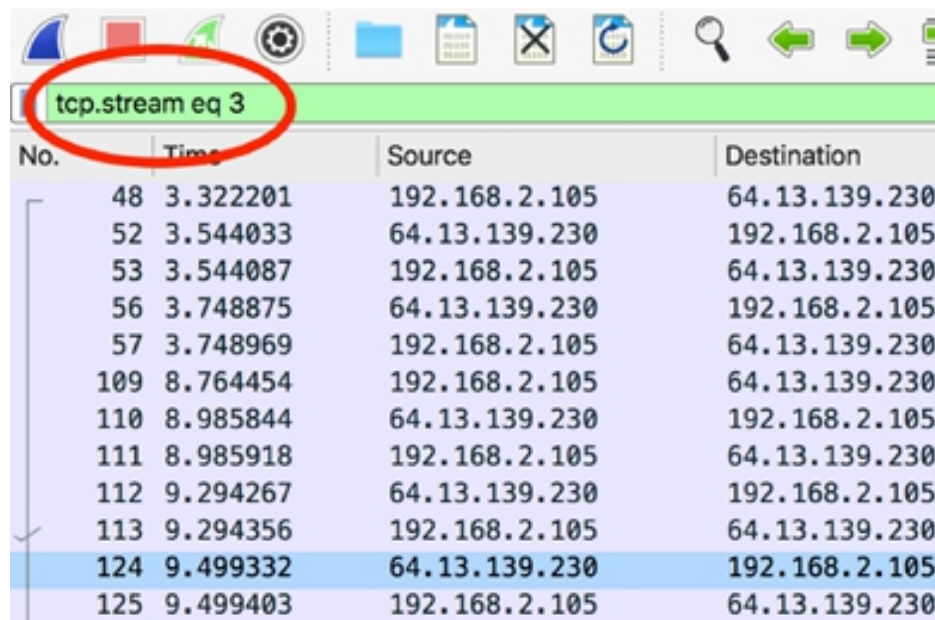 tcp.stream eq 3
No. Time Source Destination
48 3.322201 192.168.2.105 64.13.139.230
52 3.544033 64.13.139.230 192.168.2.105
53 3.544087 192.168.2.105 64.13.139.230
56 3.748875 64.13.139.230 192.168.2.105
57 3.748969 192.168.2.105 64.13.139.230
109 8.764454 192.168.2.105 64.13.139.230
110 8.985844 64.13.139.230 192.168.2.105
111 8.985918 192.168.2.105 64.13.139.230
112 9.294267 64.13.139.230 192.168.2.105
113 9.294356 192.168.2.105 64.13.139.230
124 9.499332 64.13.139.230 192.168.2.105
125 9.499403 192.168.2.105 64.13.139.230